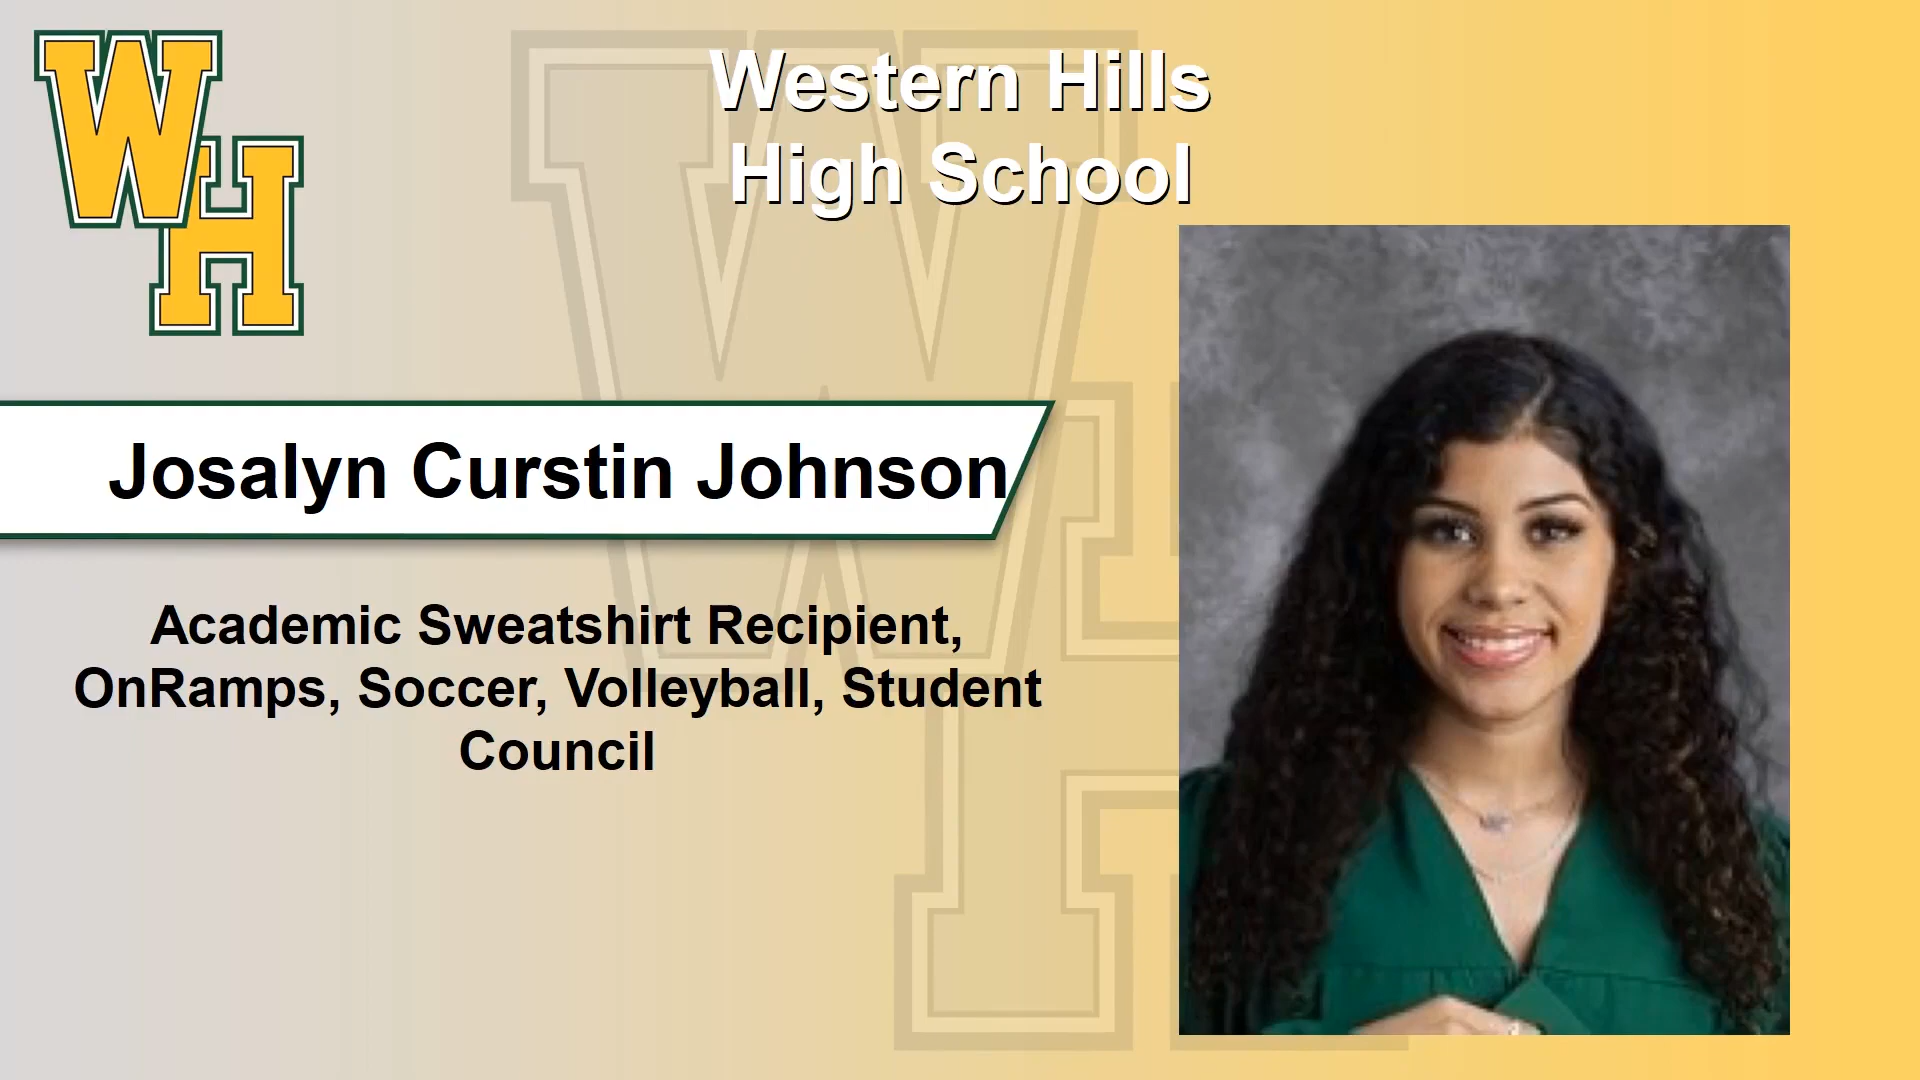 WH
Western Hills
High School
Josalyn Curstin Johnson
Academic Sweatshirt Recipient,
OnRamps, Soccer, Volleyball, Student
Council